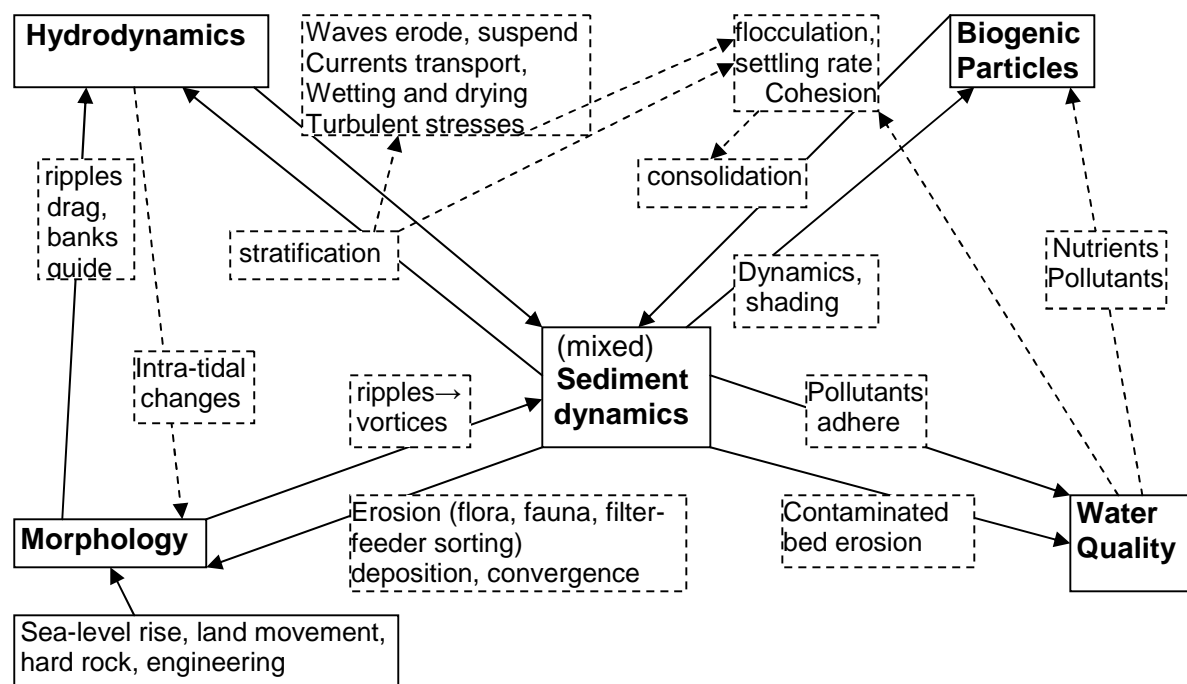 Hydrodynamics
Waves erode, suspend
Currents transport,
Wetting and drying
Turbulent stresses
flocculation,
settling rate
Cohesion
Biogenic
Particles
ripples
drag,
banks
guide
consolidation
stratification
Dynamics,
shading
Nutrients
Pollutants
Intra-tidal
changes
ripples→
vortices
(mixed)
Sediment
dynamics
Pollutants
adhere
Morphology
Erosion (flora, fauna, filter-
feeder sorting)
deposition, convergence
Contaminated
bed erosion
Water
Quality
Sea-level rise, land movement,
hard rock, engineering